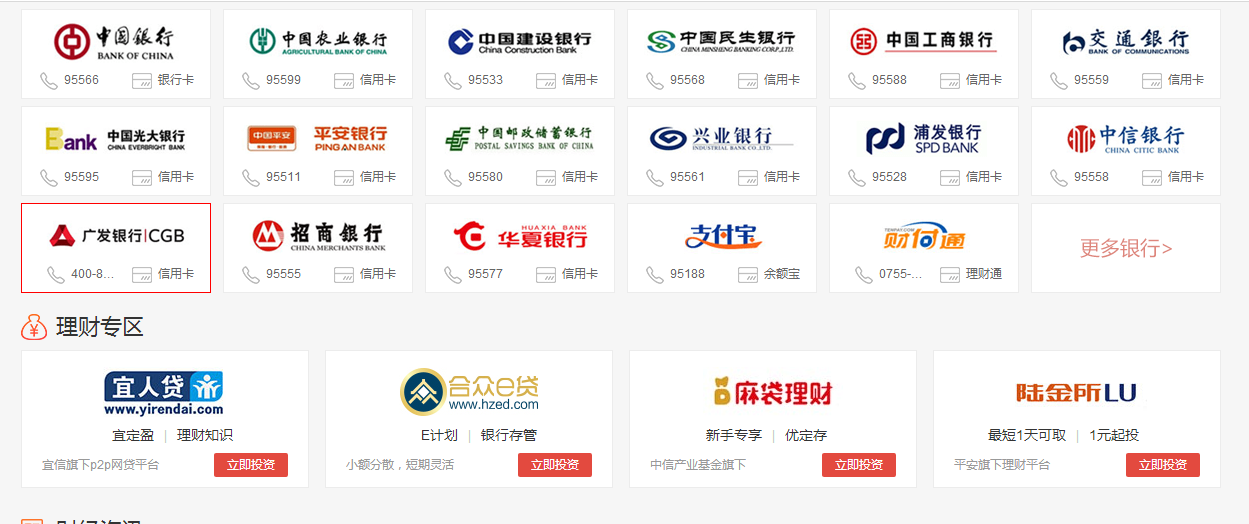 中国银行 中国农业银行 中国建设银行 中国民生银行 中国工商银行 交通银行
BANK OF CHINA AGRICULTURAL BANK OF CHINA China Construction Bank CHINA MINSHENG BANKING CORP.,LTD. BANK OF COMMUNICATIONS
95566 银行卡 95599 信用卡 95533 信用卡 95568 信用卡 95588 信用卡 95559 信用卡
Bank 中国光大银行 中国平安 平安银行 中国邮政储蓄银行 兴业银行 浦发银行 中信银行
CHINA EVERBRIGHT BANK PING AN BANK POSTAL SAVINGS BANK OF CHINA INDUSTRIAL BANK CO.,LTD. SPD BANK CHINA CITIC BANK
95595 信用卡 95511 信用卡 95580 信用卡 95561 信用卡 95528 信用卡 95558 信用卡
广发银行|CGB 招商銀行 HUAXIA BANK 华夏银行 支付宝 TENPAY.COM 财付通 更多银行>
CHINA MERCHANTS BANK
400-8... 信用卡 95555 信用卡 95577 信用卡 95188 余额宝 0755-... 理财通
理财专区
宜人贷 合众e贷 麻袋理财 陆金所LU
www.yirendai.com www.hzed.com
宜定盈 | 理财知识 E计划 | 银行存管 新手专享 | 优定存 最短1天可取 | 1元起投
宜信旗下p2p网贷平台 立即投资 小额分散，短期灵活 立即投资 中信产业基金旗下 立即投资 平安旗下理财平台 立即投资